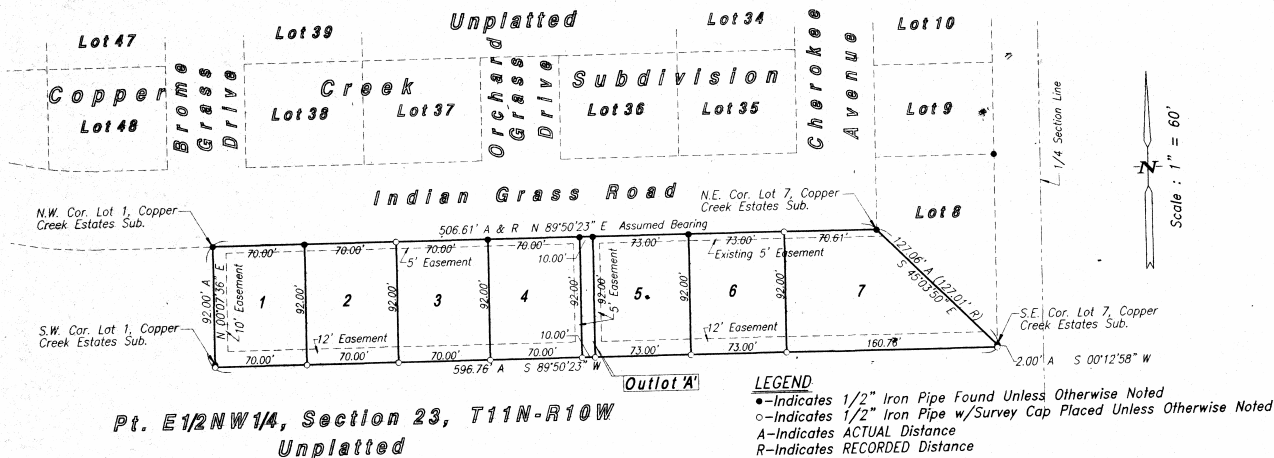 Unplatted
Lot 47
Lot 39
Lot 34
Lot 10
Copper Creek Subdivision
Lot 48
Lot 38
Lot 37
Lot 36
Lot 35
Lot 9
Brome
Grass
Drive
Orchard
Grass
Drive
Cherokee
Avenue
1/4 Section Line
N
Scale : 1" = 60'
Indian Grass Road
Lot 8
N.W. Cor. Lot 1, Copper
Creek Estates Sub.
N.E. Cor. Lot 7, Copper
Creek Estates Sub.
506.61' A & R N 89°50'23" E Assumed Bearing
70.00'
70.00'
70.00'
70.00'
10.00'
73.00'
73.00'
70.61'
5' Easement
Existing 5' Easement
92.00' A
N 00°07'36" E
10' Easement
1
92.00'
2
92.00'
3
92.00'
4
92.00'
92.00'
5' Easement
5
92.00'
6
92.00'
7
127.06' A (127.01' R)
S 45°03'50" E
S.W. Cor. Lot 1, Copper
Creek Estates Sub.
S.E. Cor. Lot 7, Copper
Creek Estates Sub.
12' Easement
12' Easement
70.00'
70.00'
70.00'
70.00'
10.00'
73.00'
73.00'
160.76'
596.76' A S 89°50'23" W
2.00' A S 00°12'58" W
Outlot 'A'
Pt. E1/2NW1/4, Section 23, T11N-R10W
Unplatted
LEGEND
●-Indicates 1/2" Iron Pipe Found Unless Otherwise Noted
○-Indicates 1/2" Iron Pipe w/Survey Cap Placed Unless Otherwise Noted
A-Indicates ACTUAL Distance
R-Indicates RECORDED Distance